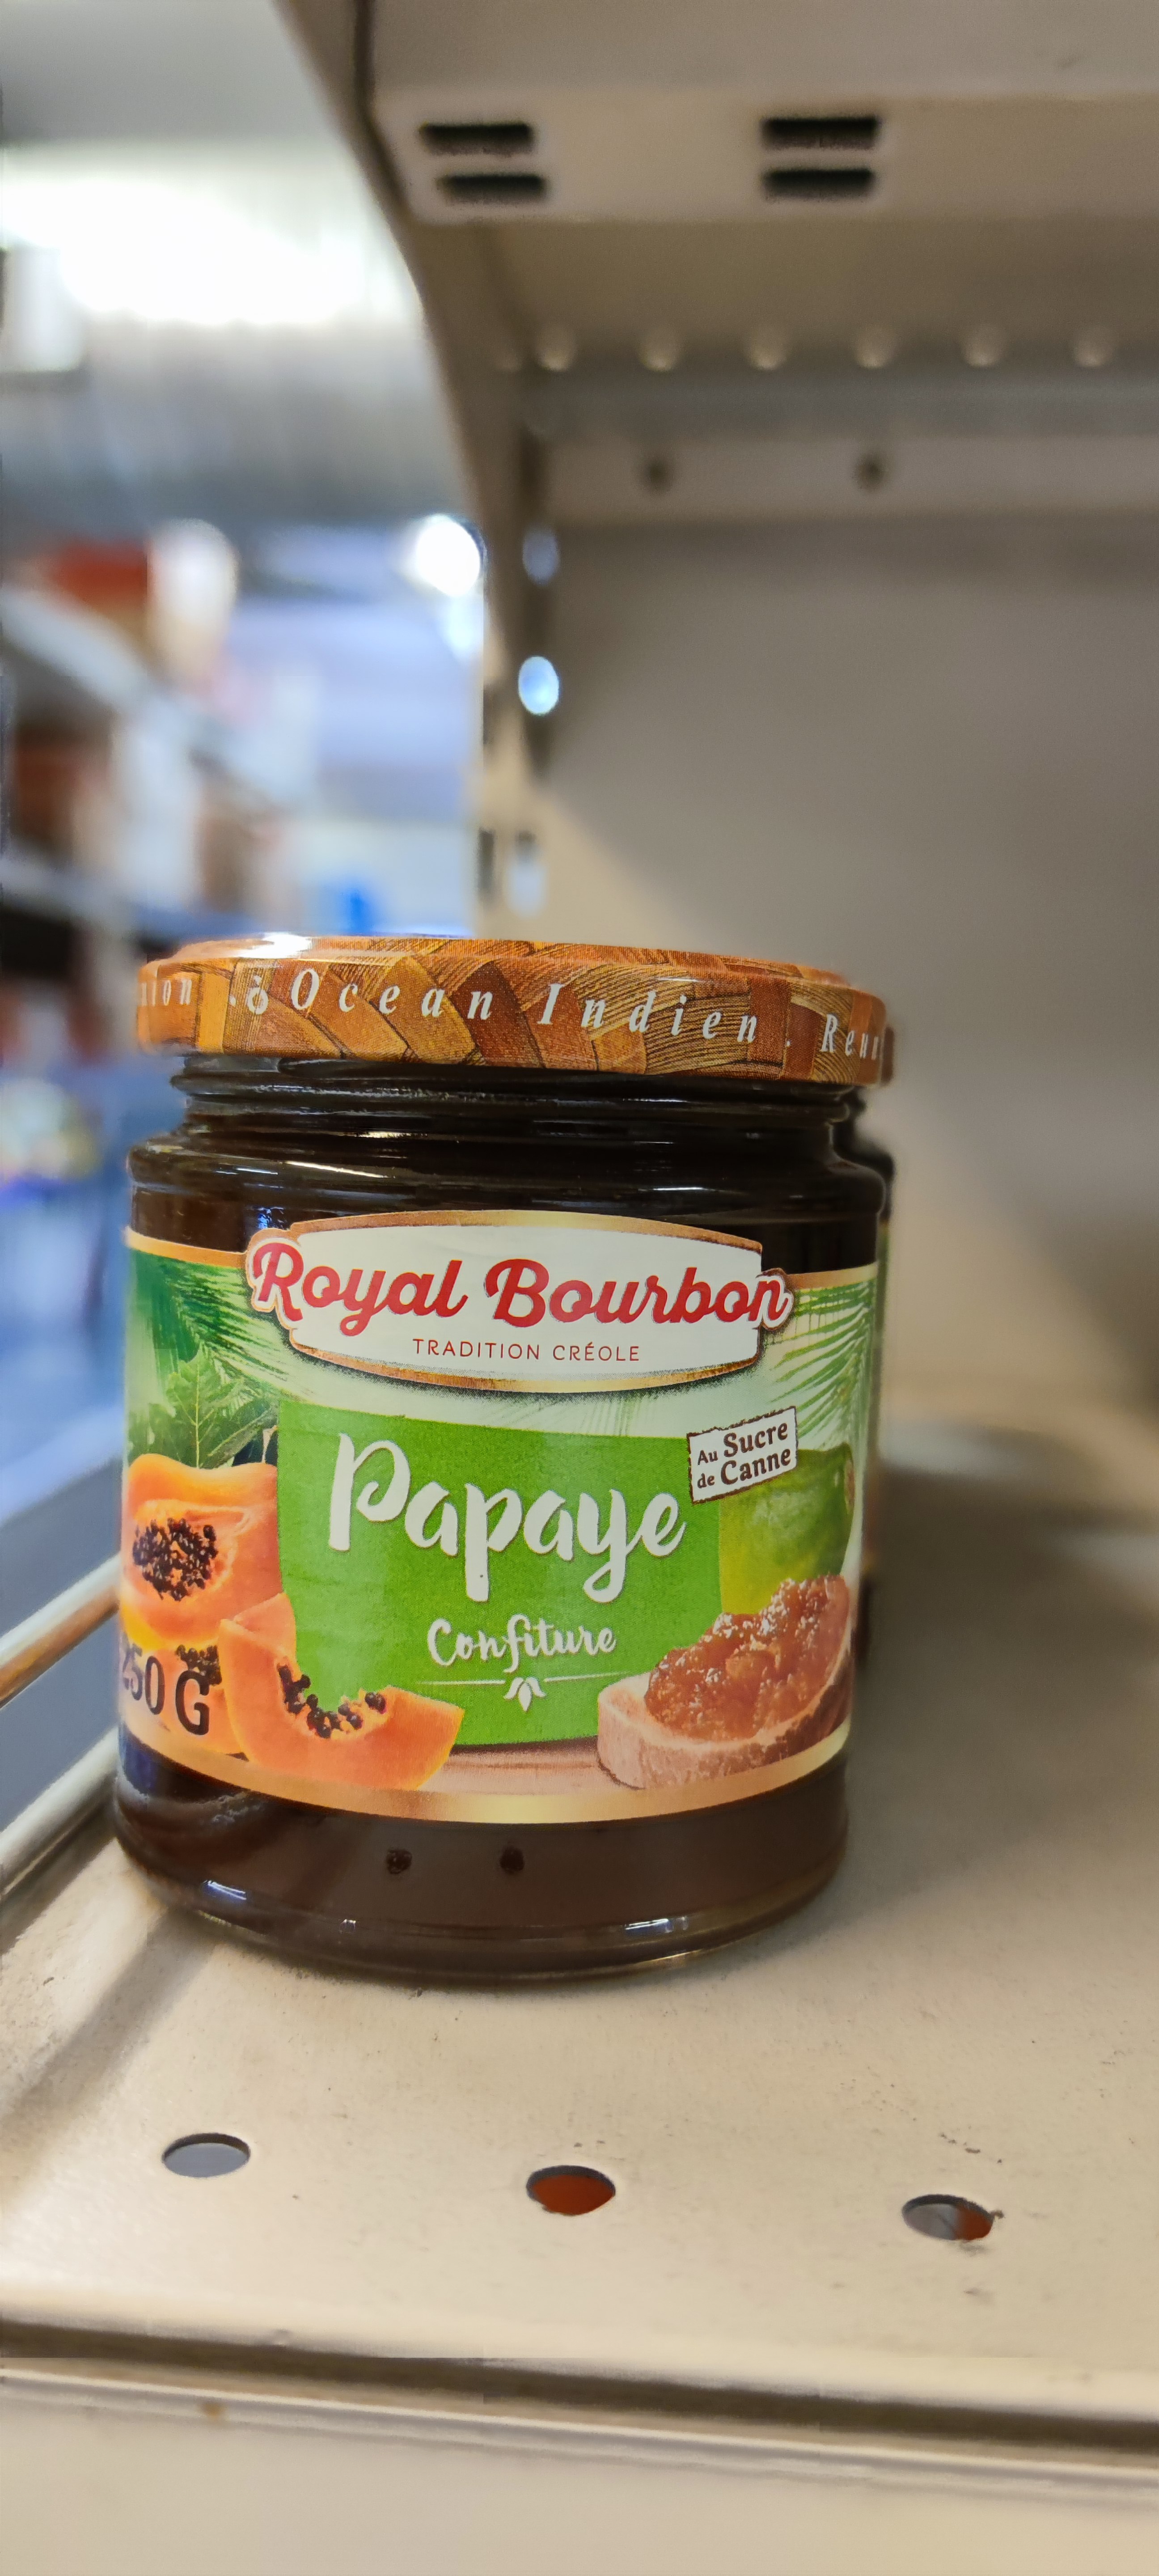 Ocean Indien
Royal Bourbon
TRADITION CRÉOLE
Au Sucre
de Canne
Papaye
Confiture
250 G